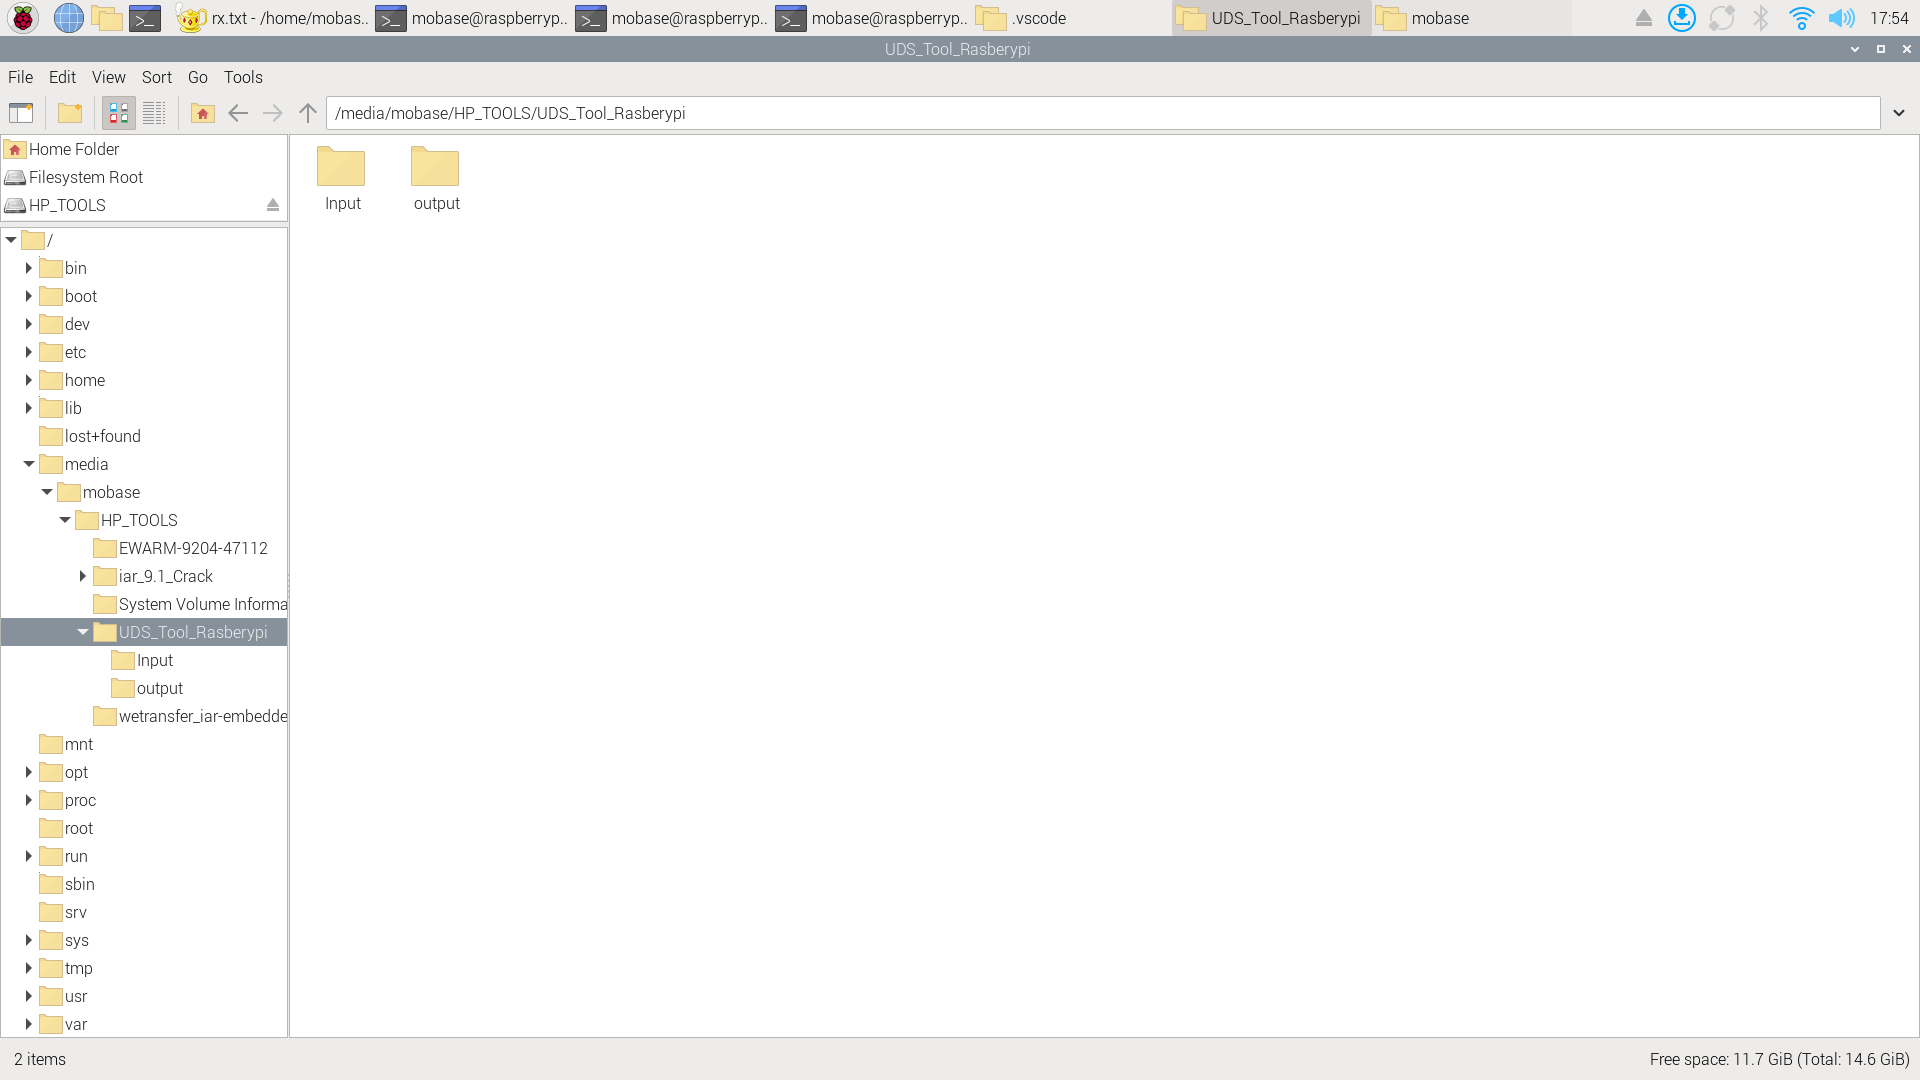 rx.txt - /home/mobas..
mobase@raspberryp..
mobase@raspberryp..
mobase@raspberryp..
.vscode
UDS_Tool_Rasberypi
mobase
17:54
UDS_Tool_Rasberypi
File Edit View Sort Go Tools
/media/mobase/HP_TOOLS/UDS_Tool_Rasberypi
Home Folder
Filesystem Root
HP_TOOLS
/
bin
boot
dev
etc
home
lib
lost+found
media
mobase
HP_TOOLS
EWARM-9204-47112
iar_9.1_Crack
System Volume Informa
UDS_Tool_Rasberypi
Input
output
wetransfer_iar-embedde
mnt
opt
proc
root
run
sbin
srv
sys
tmp
usr
var
Input
output
2 items
Free space: 11.7 GiB (Total: 14.6 GiB)